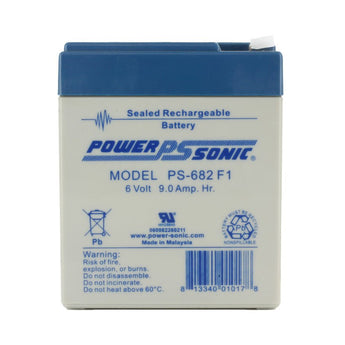 Sealed Rechargeable
Battery
POWER PS SONIC®
MODEL PS-682 F1
6 Volt 9.0 Amp. Hr.
www.power-sonic.com
Made in Malaysia
Pb
Pb
Warning:
Risk of fire,
explosion, or burns.
Do not disassemble.
Do not incinerate.
Do not heat above 60°C.
8 13340 01017 8